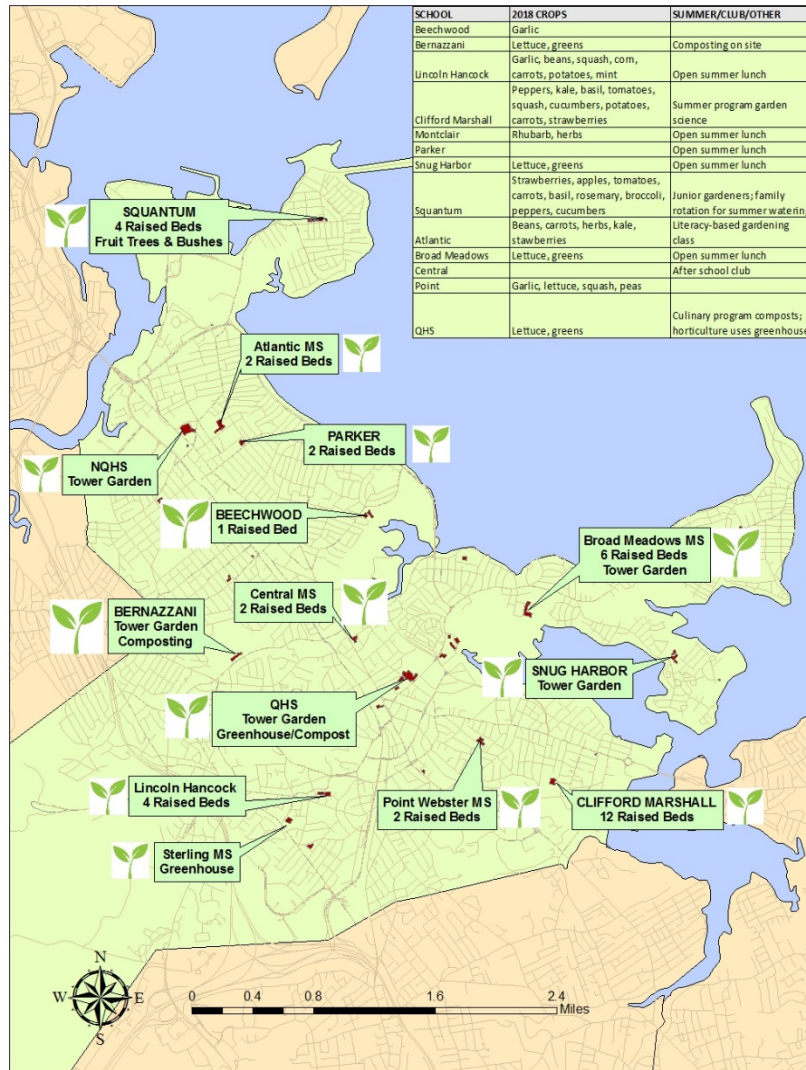 SCHOOL 2018 CROPS SUMMER/CLUB/OTHER
Beechwood Garlic
Bernazzani Lettuce, greens Composting on site
Garlic, beans, squash, corn,
Lincoln Hancock carrots, potatoes, mint Open summer lunch
Peppers, kale, basil, tomatoes,
squash, cucumbers, potatoes, Summer program garden
Clifford Marshall carrots, strawberries science
Montclair Rhubarb, herbs Open summer lunch
Parker Open summer lunch
Snug Harbor Lettuce, greens Open summer lunch
Strawberries, apples, tomatoes,
carrots, basil, rosemary, broccoli, Junior gardeners; family
Squantum peppers, cucumbers rotation for summer watering
Beans, carrots, herbs, kale, Literacy-based gardening
Atlantic stawberries class
Broad Meadows Lettuce, greens Open summer lunch
Central After school club
Point Garlic, lettuce, squash, peas
Culinary program composts;
QHS Lettuce, greens horticulture uses greenhouse
SQUANTUM
4 Raised Beds
Fruit Trees & Bushes
Atlantic MS
2 Raised Beds
PARKER
2 Raised Beds
NQHS
Tower Garden
BEECHWOOD
1 Raised Bed
Broad Meadows MS
6 Raised Beds
Tower Garden
Central MS
2 Raised Beds
BERNAZZANI
Tower Garden
Composting
SNUG HARBOR
Tower Garden
QHS
Tower Garden
Greenhouse/Compost
Lincoln Hancock
4 Raised Beds
Point Webster MS
2 Raised Beds
CLIFFORD MARSHALL
12 Raised Beds
Sterling MS
Greenhouse
N
W E
S
0 0.4 0.8 1.6 2.4
Miles